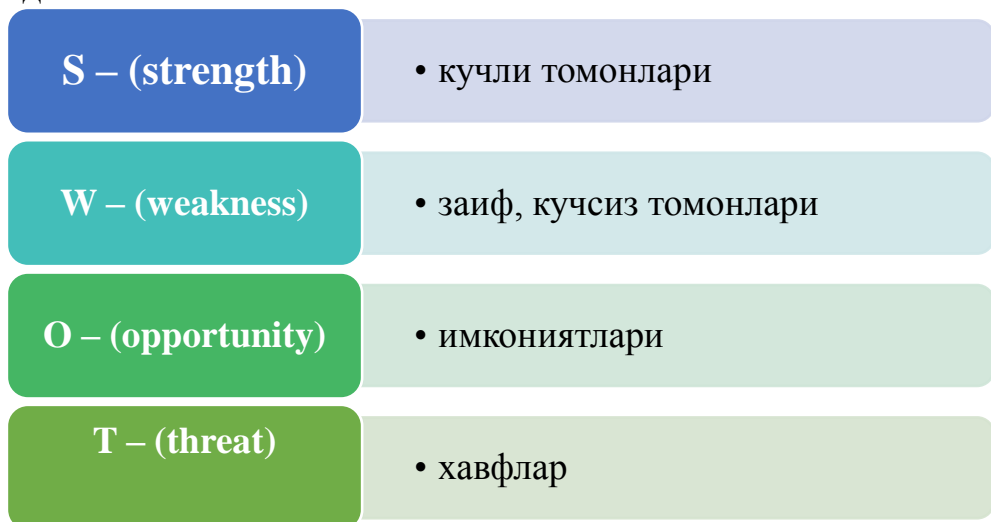 S – (strength)
• кучли томонлари
W – (weakness)
• заиф, кучсиз томонлари
O – (opportunity)
• имкониятлари
T – (threat)
• хавфлар